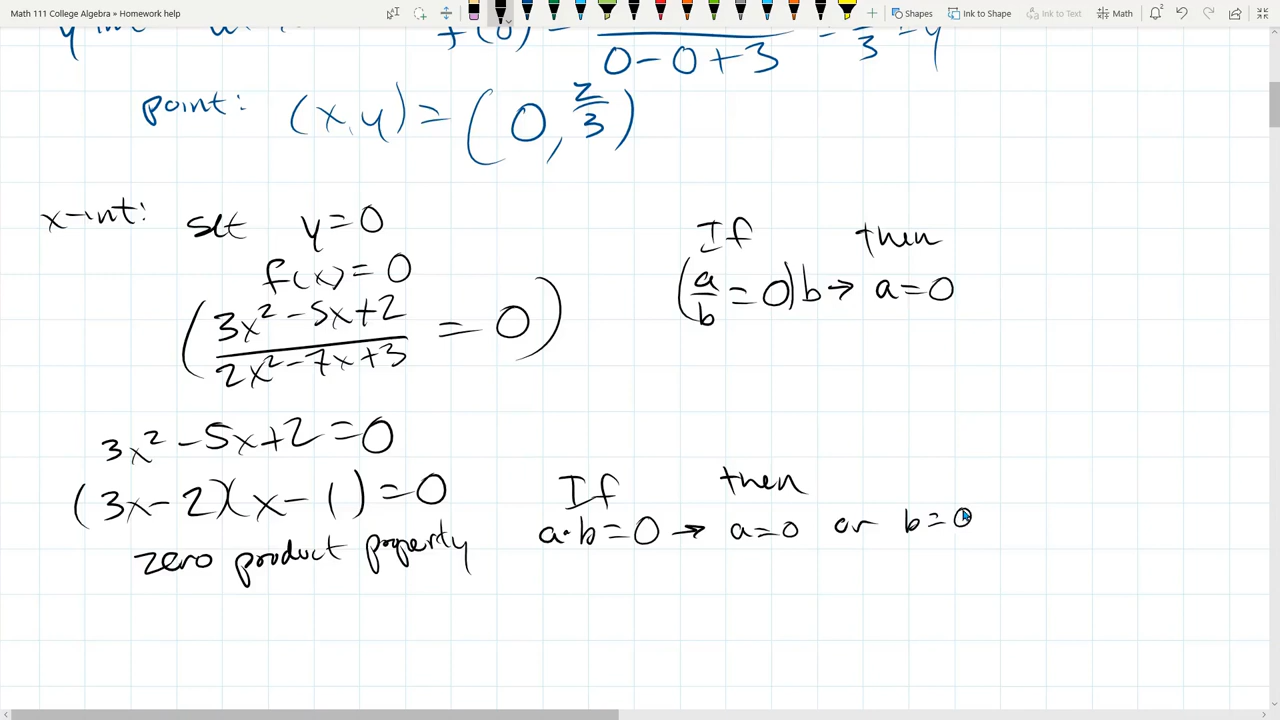 Math 111 College Algebra » Homework help
Shapes Ink to Shape Ink to Text Math
f(0) = 0-0+3 = 3 = y
point: (x,y) = (0, 2/3)
x-int: set y=0
f(x)=0
(3x²-5x+2 / 2x²-7x+3 = 0)
If then
(a/b = 0)b → a=0
3x²-5x+2=0
(3x-2)(x-1)=0
zero product property
If then
a·b=0 → a=0 or b=0